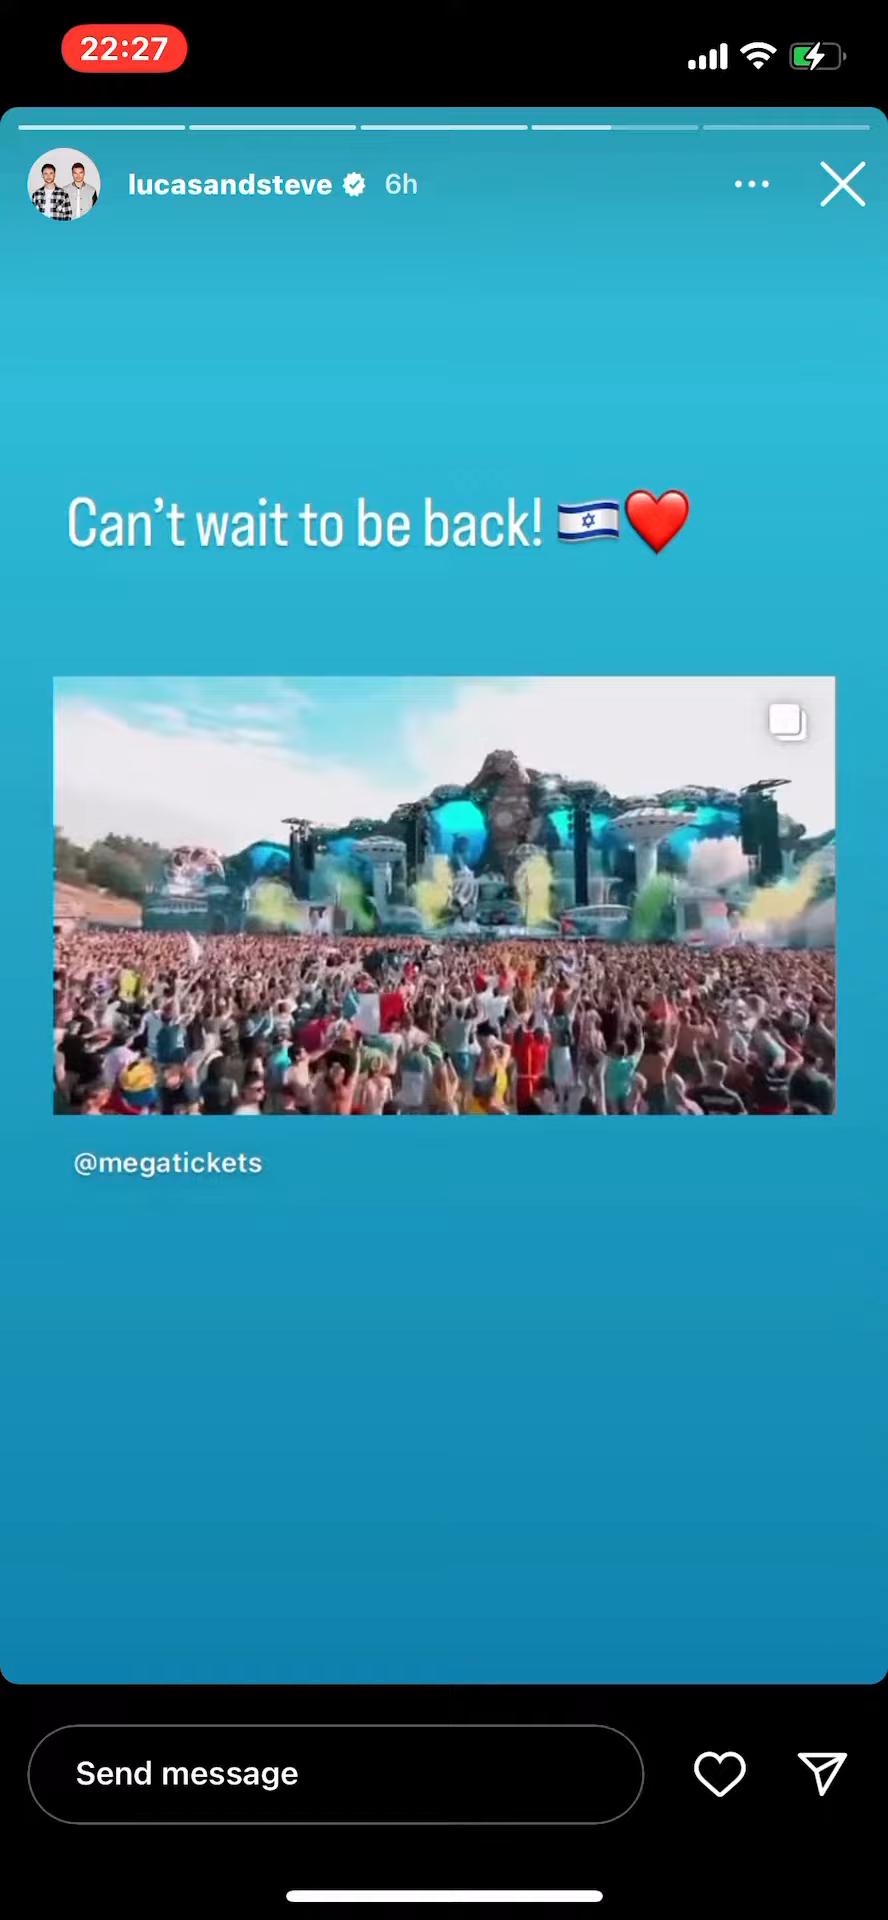 22:27
lucasandsteve 6h
Can't wait to be back! 🇮🇱❤️
@megatickets
Send message